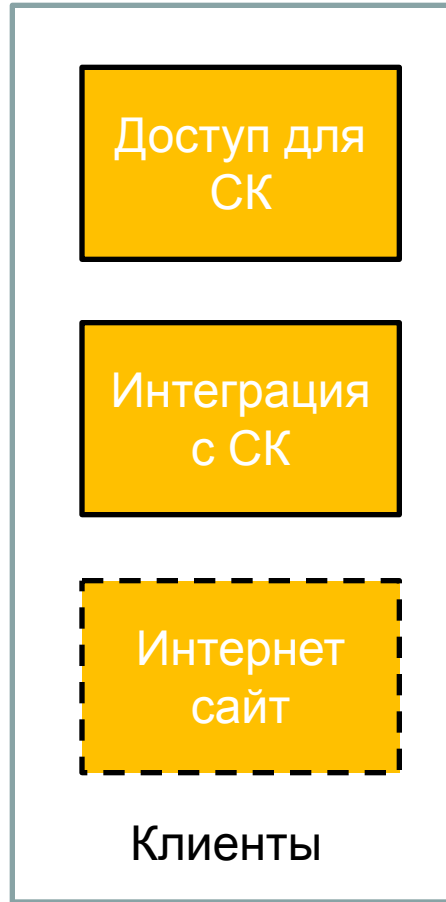 Доступ для
СК
Интеграция
с СК
Интернет
сайт
Клиенты